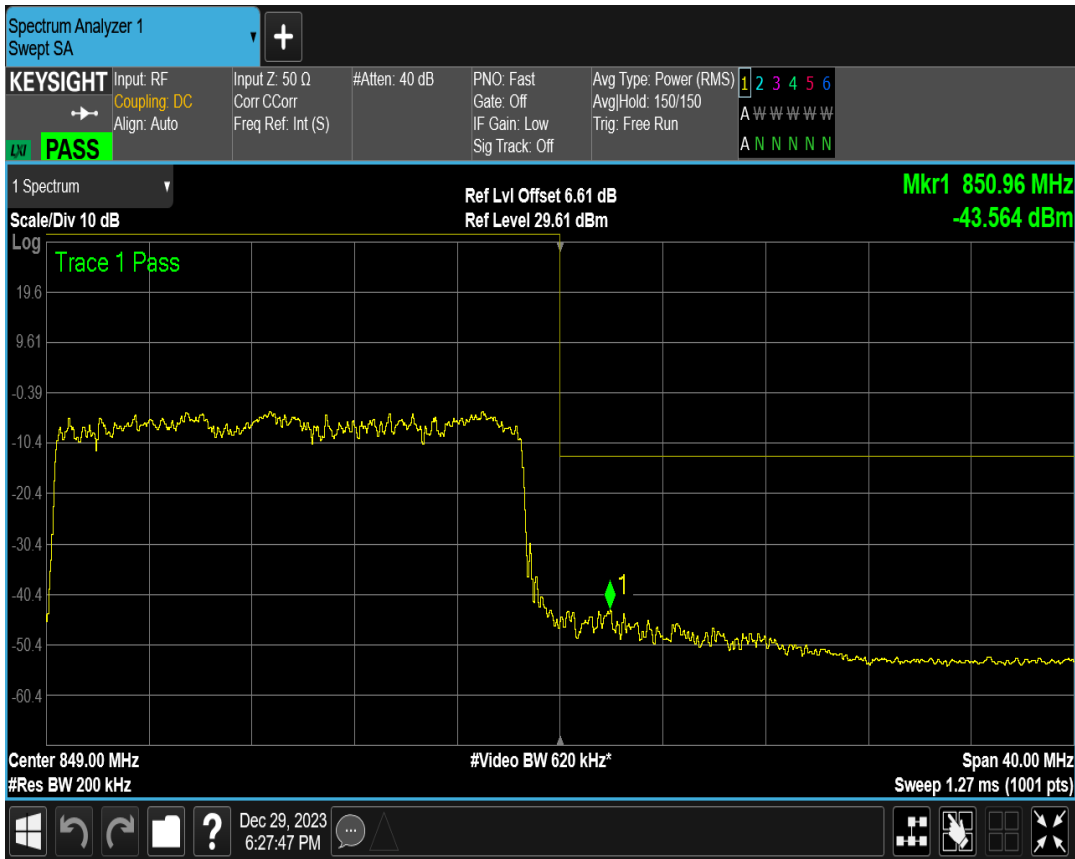 Spectrum Analyzer 1
Swept SA
+
KEYSIGHT
LXI PASS
Input: RF
Coupling: DC
Align: Auto
Input Z: 50 Ω
Corr CCorr
Freq Ref: Int (S)
#Atten: 40 dB
PNO: Fast
Gate: Off
IF Gain: Low
Sig Track: Off
Avg Type: Power (RMS)
Avg|Hold: 150/150
Trig: Free Run
1 2 3 4 5 6
A W W W W W
A N N N N N
1 Spectrum
Scale/Div 10 dB
Ref Lvl Offset 6.61 dB
Ref Level 29.61 dBm
Mkr1 850.96 MHz
-43.564 dBm
Log
Trace 1 Pass
19.6
9.61
-0.39
-10.4
-20.4
-30.4
-40.4
-50.4
-60.4
1
Center 849.00 MHz
#Res BW 200 kHz
#Video BW 620 kHz*
Span 40.00 MHz
Sweep 1.27 ms (1001 pts)
?
Dec 29, 2023
6:27:47 PM
...